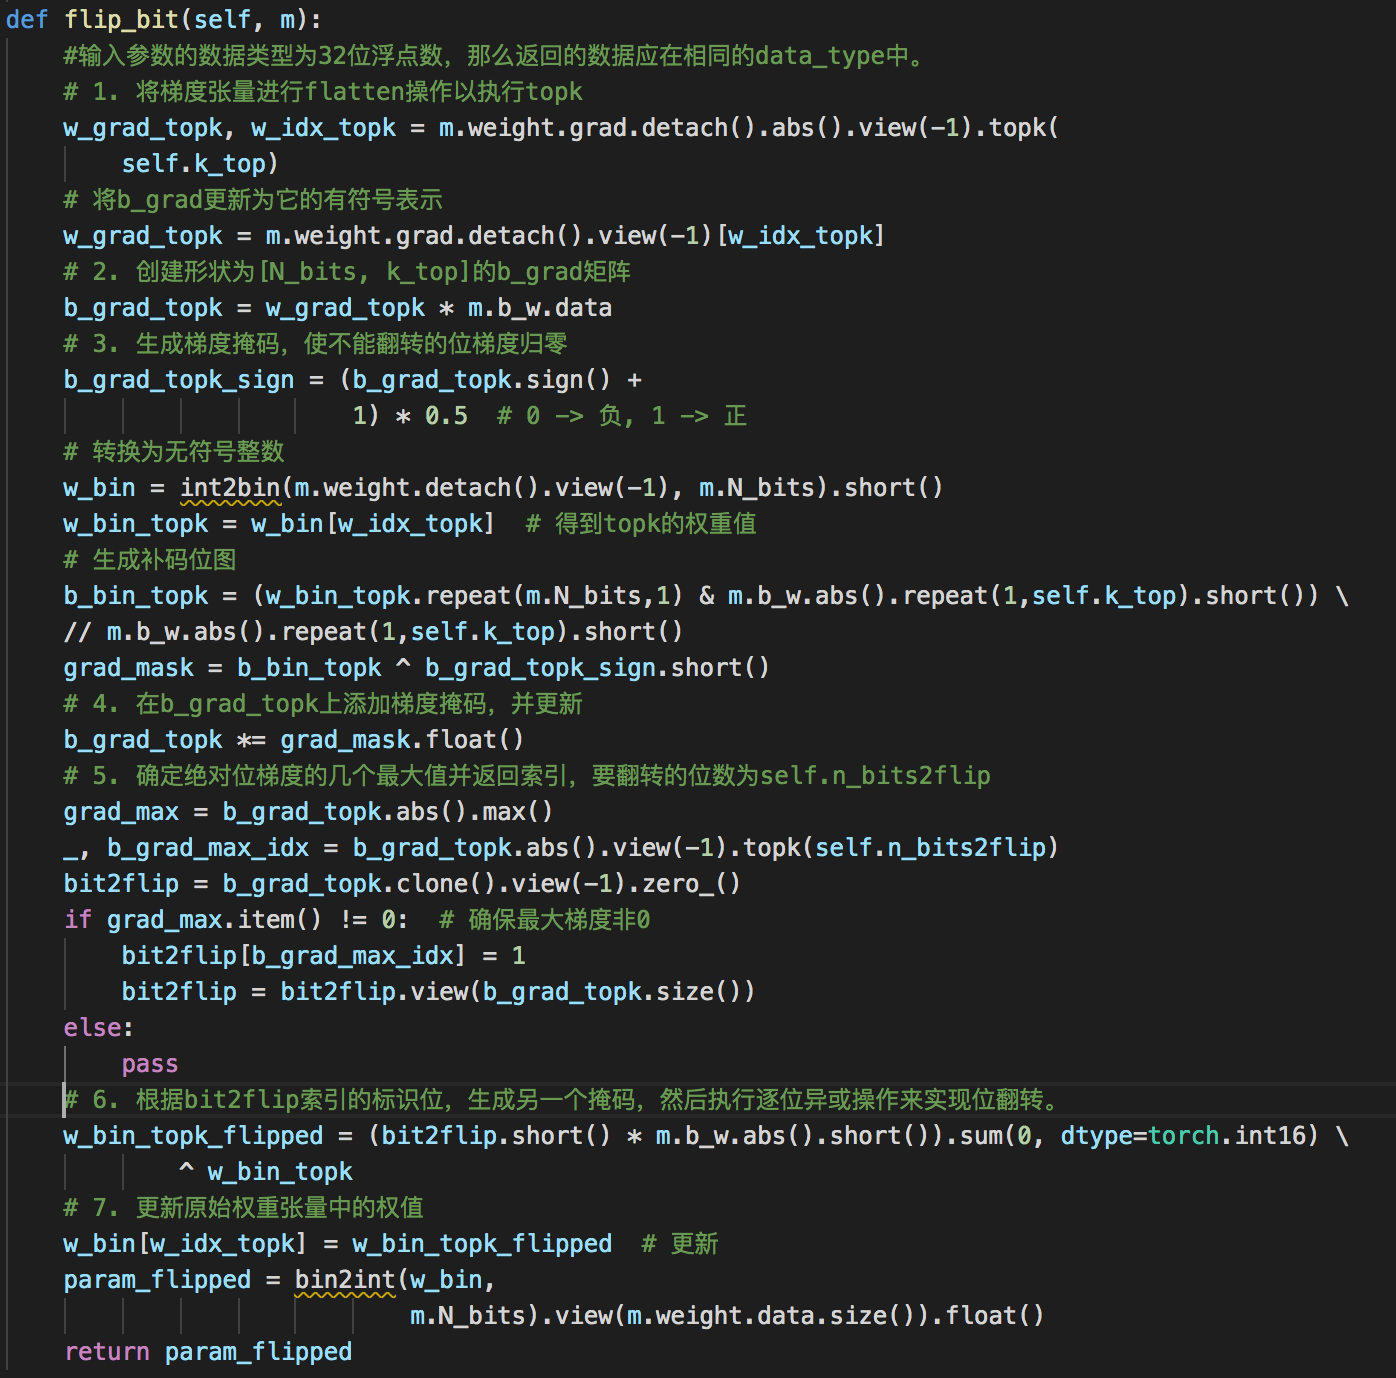 def flip_bit(self, m):
#输入参数的数据类型为32位浮点数，那么返回的数据应在相同的data_type中。
# 1. 将梯度张量进行flatten操作以执行topk
w_grad_topk, w_idx_topk = m.weight.grad.detach().abs().view(-1).topk(
self.k_top)
# 将b_grad更新为它的有符号表示
w_grad_topk = m.weight.grad.detach().view(-1)[w_idx_topk]
# 2. 创建形状为[N_bits, k_top]的b_grad矩阵
b_grad_topk = w_grad_topk * m.b_w.data
# 3. 生成梯度掩码，使不能翻转的位梯度归零
b_grad_topk_sign = (b_grad_topk.sign() +
1) * 0.5  # 0 -> 负, 1 -> 正
# 转换为无符号整数
w_bin = int2bin(m.weight.detach().view(-1), m.N_bits).short()
w_bin_topk = w_bin[w_idx_topk]  # 得到topk的权重值
# 生成补码位图
b_bin_topk = (w_bin_topk.repeat(m.N_bits,1) & m.b_w.abs().repeat(1,self.k_top).short()) \
// m.b_w.abs().repeat(1,self.k_top).short()
grad_mask = b_bin_topk ^ b_grad_topk_sign.short()
# 4. 在b_grad_topk上添加梯度掩码，并更新
b_grad_topk *= grad_mask.float()
# 5. 确定绝对位梯度的几个最大值并返回索引，要翻转的位数为self.n_bits2flip
grad_max = b_grad_topk.abs().max()
_, b_grad_max_idx = b_grad_topk.abs().view(-1).topk(self.n_bits2flip)
bit2flip = b_grad_topk.clone().view(-1).zero_()
if grad_max.item() != 0:  # 确保最大梯度非0
bit2flip[b_grad_max_idx] = 1
bit2flip = bit2flip.view(b_grad_topk.size())
else:
pass
# 6. 根据bit2flip索引的标识位，生成另一个掩码，然后执行逐位异或操作来实现位翻转。
w_bin_topk_flipped = (bit2flip.short() * m.b_w.abs().short()).sum(0, dtype=torch.int16) \
^ w_bin_topk
# 7. 更新原始权重张量中的权值
w_bin[w_idx_topk] = w_bin_topk_flipped  # 更新
param_flipped = bin2int(w_bin,
m.N_bits).view(m.weight.data.size()).float()
return param_flipped